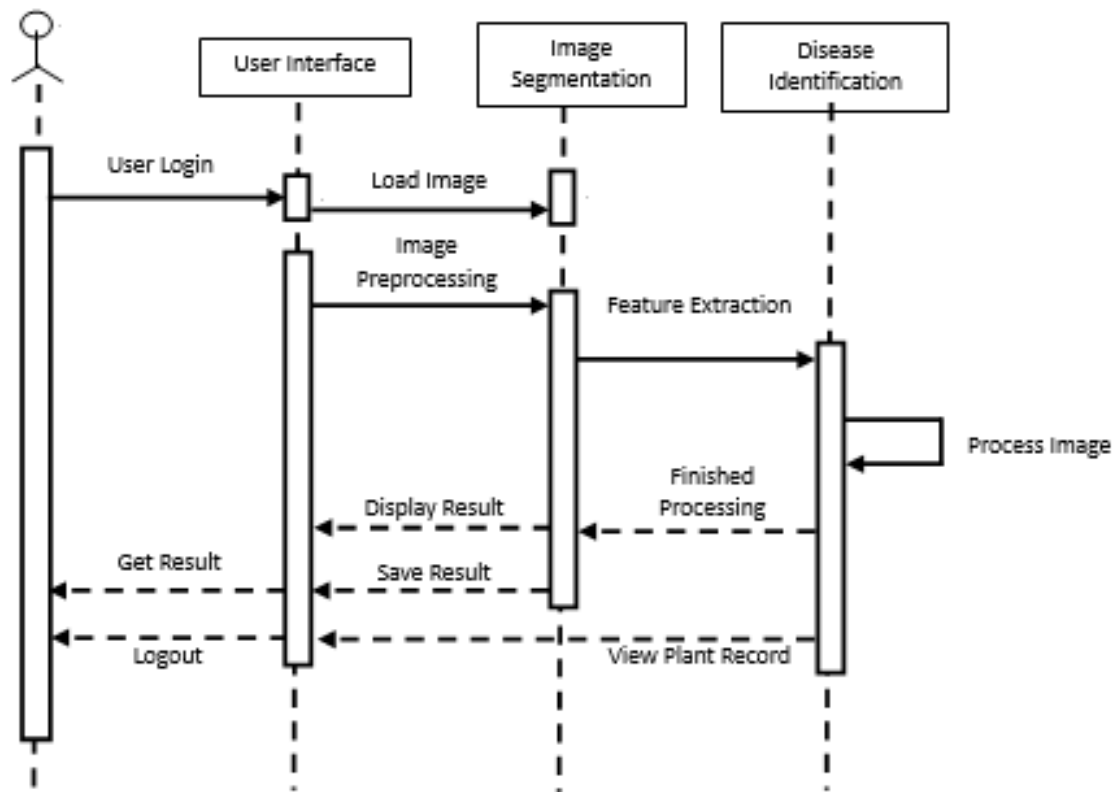 User Interface
Image
Segmentation
Disease
Identification
User Login
Load Image
Image
Preprocessing
Feature Extraction
Process Image
Finished
Processing
Display Result
Get Result
Save Result
Logout
View Plant Record